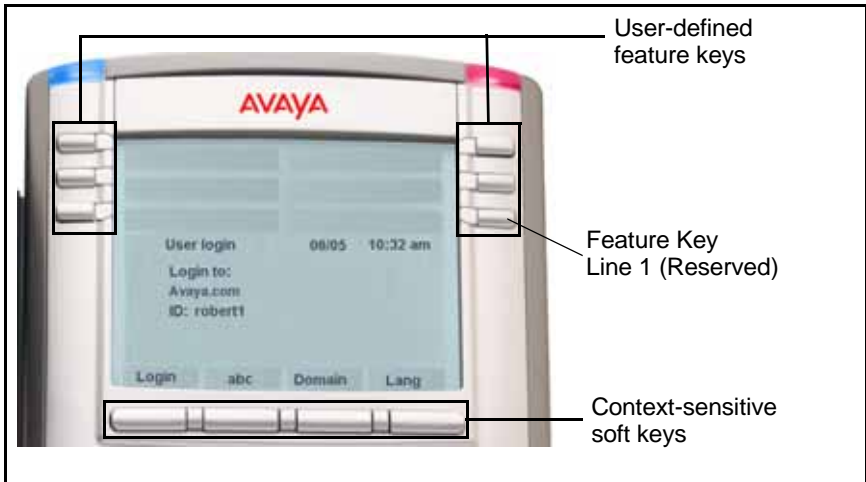 User-defined
feature keys
AVAYA
User login 06/05 10:32 am
Login to:
Avaya.com
ID: robert1
Feature Key
Line 1 (Reserved)
Login abc Domain Lang
Context-sensitive
soft keys